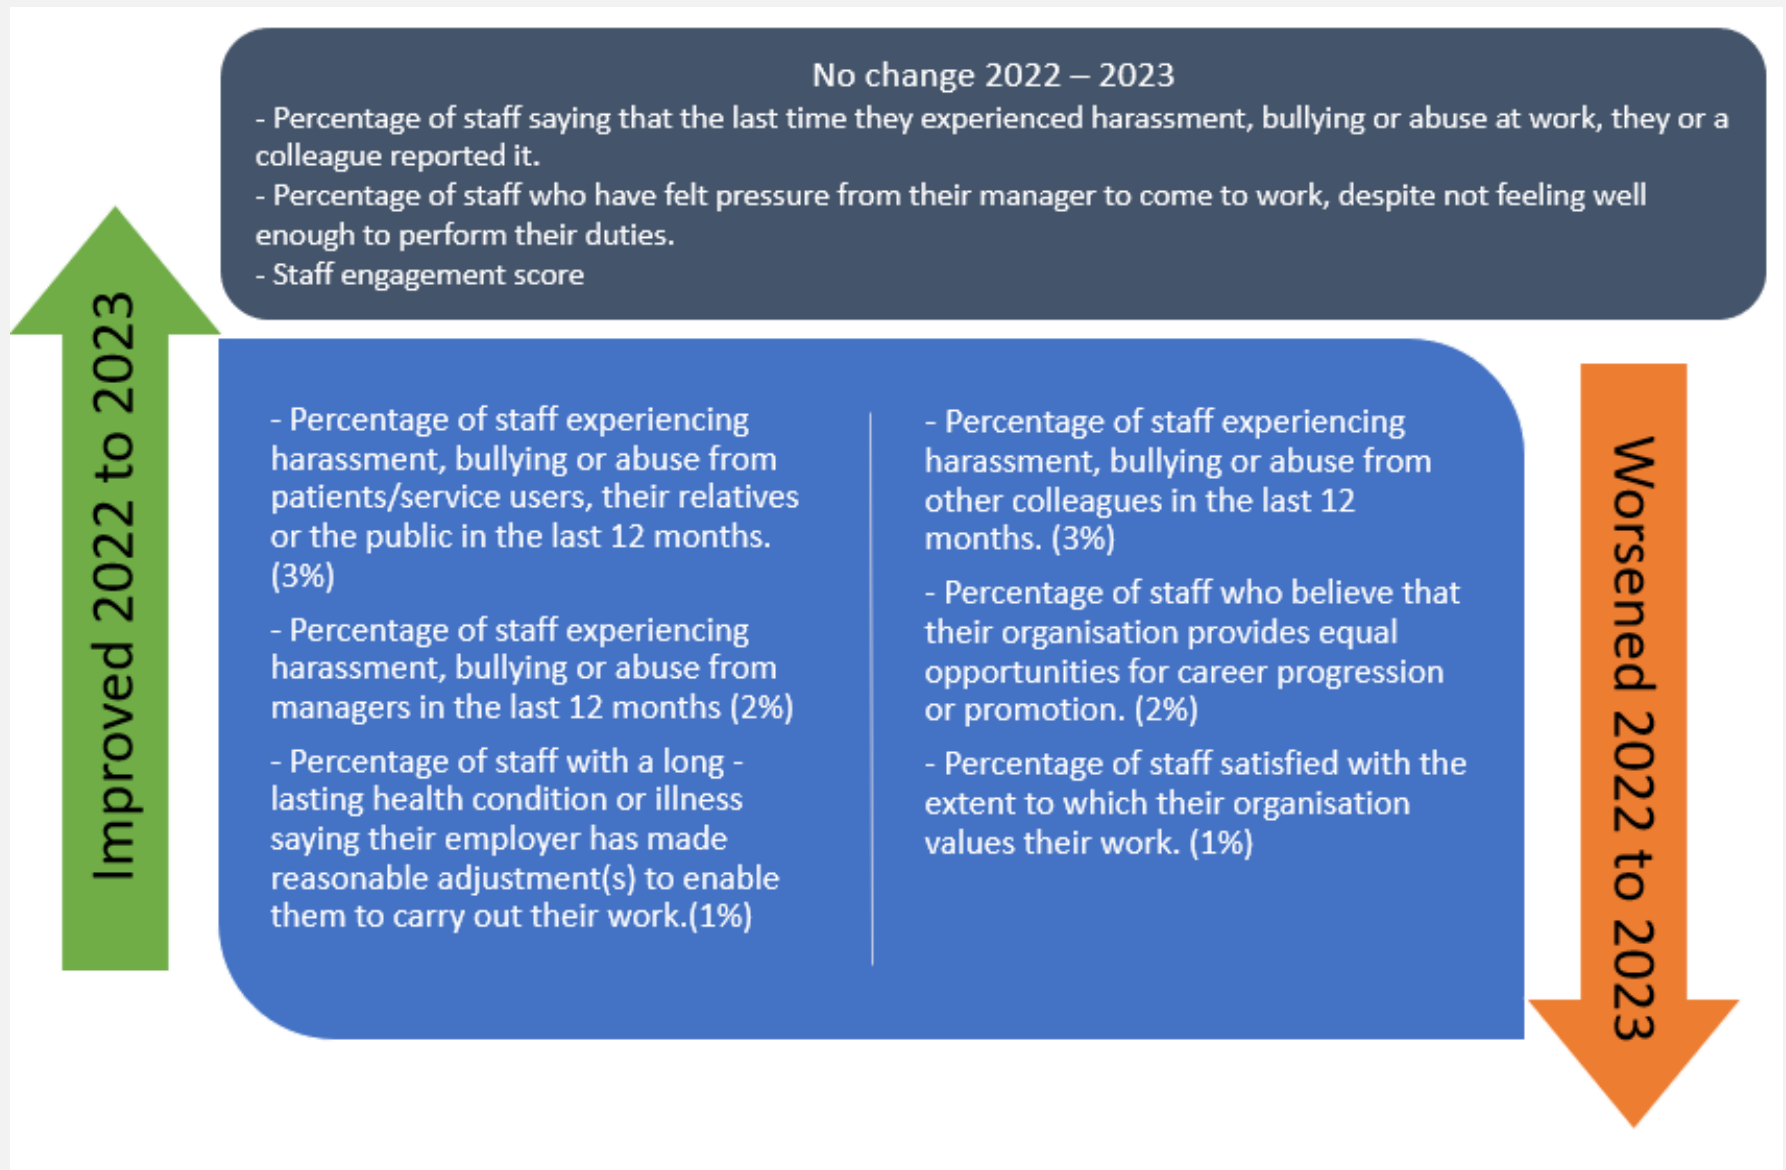 No change 2022 – 2023
- Percentage of staff saying that the last time they experienced harassment, bullying or abuse at work, they or a
colleague reported it.
- Percentage of staff who have felt pressure from their manager to come to work, despite not feeling well
enough to perform their duties.
- Staff engagement score
Improved 2022 to 2023
- Percentage of staff experiencing
harassment, bullying or abuse from
patients/service users, their relatives
or the public in the last 12 months.
(3%)
- Percentage of staff experiencing
harassment, bullying or abuse from
managers in the last 12 months (2%)
- Percentage of staff with a long -
lasting health condition or illness
saying their employer has made
reasonable adjustment(s) to enable
them to carry out their work.(1%)
- Percentage of staff experiencing
harassment, bullying or abuse from
other colleagues in the last 12
months. (3%)
- Percentage of staff who believe that
their organisation provides equal
opportunities for career progression
or promotion. (2%)
- Percentage of staff satisfied with the
extent to which their organisation
values their work. (1%)
Worsened 2022 to 2023